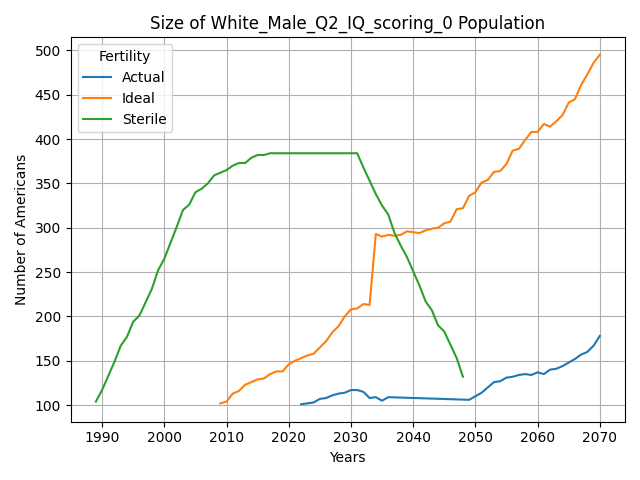 Size of White_Male_Q2_IQ_scoring_0 Population
Number of Americans
500
450
400
350
300
250
200
150
100
Fertility
Actual
Ideal
Sterile
1990 2000 2010 2020 2030 2040 2050 2060 2070
Years